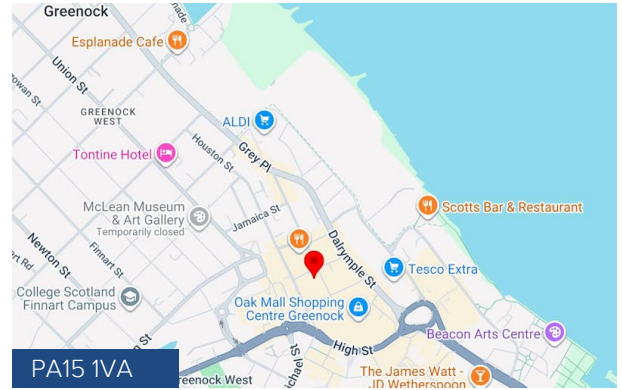 Greenock
Esplanade Cafe
Union St
GREENOCK
WEST
ALDI
Houston St
Grey Pl
Tontine Hotel
McLean Museum
& Art Gallery
Temporarily closed
Jamaica St
Scotts Bar & Restaurant
Newton St
Finnart St
Dalrymple St
Tesco Extra
College Scotland
Finnart Campus
Oak Mall Shopping
Centre Greenock
Beacon Arts Centre
High St
PA15 1VA
The James Watt -
JD Wetherspoon